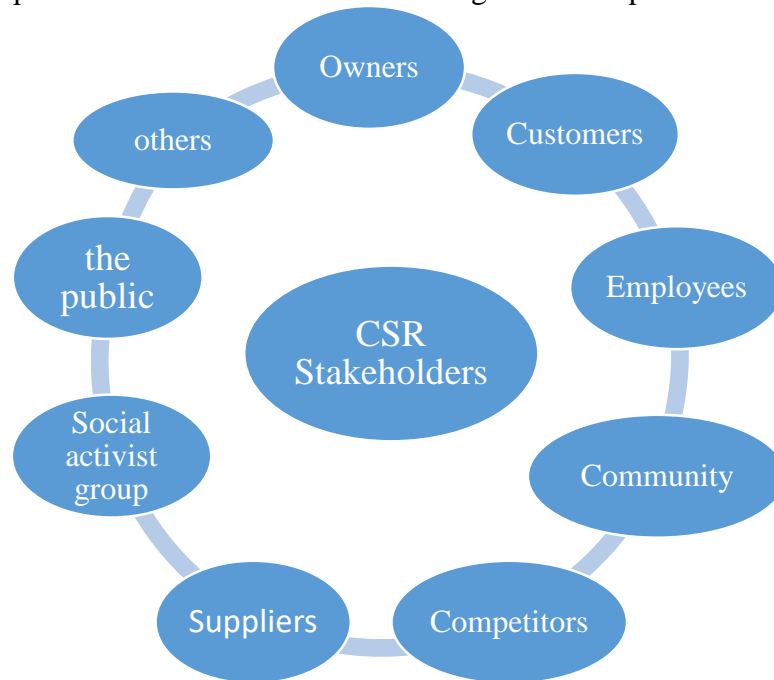 Owners
Customers
Employees
Community
Competitors
Suppliers
Social
activist
group
the
public
others
CSR
Stakeholders